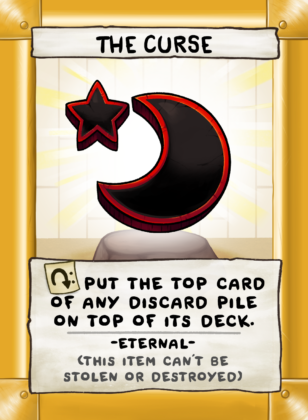 THE CURSE
: PUT THE TOP CARD
OF ANY DISCARD PILE
ON TOP OF ITS DECK.
-ETERNAL-
(THIS ITEM CAN'T BE
STOLEN OR DESTROYED)